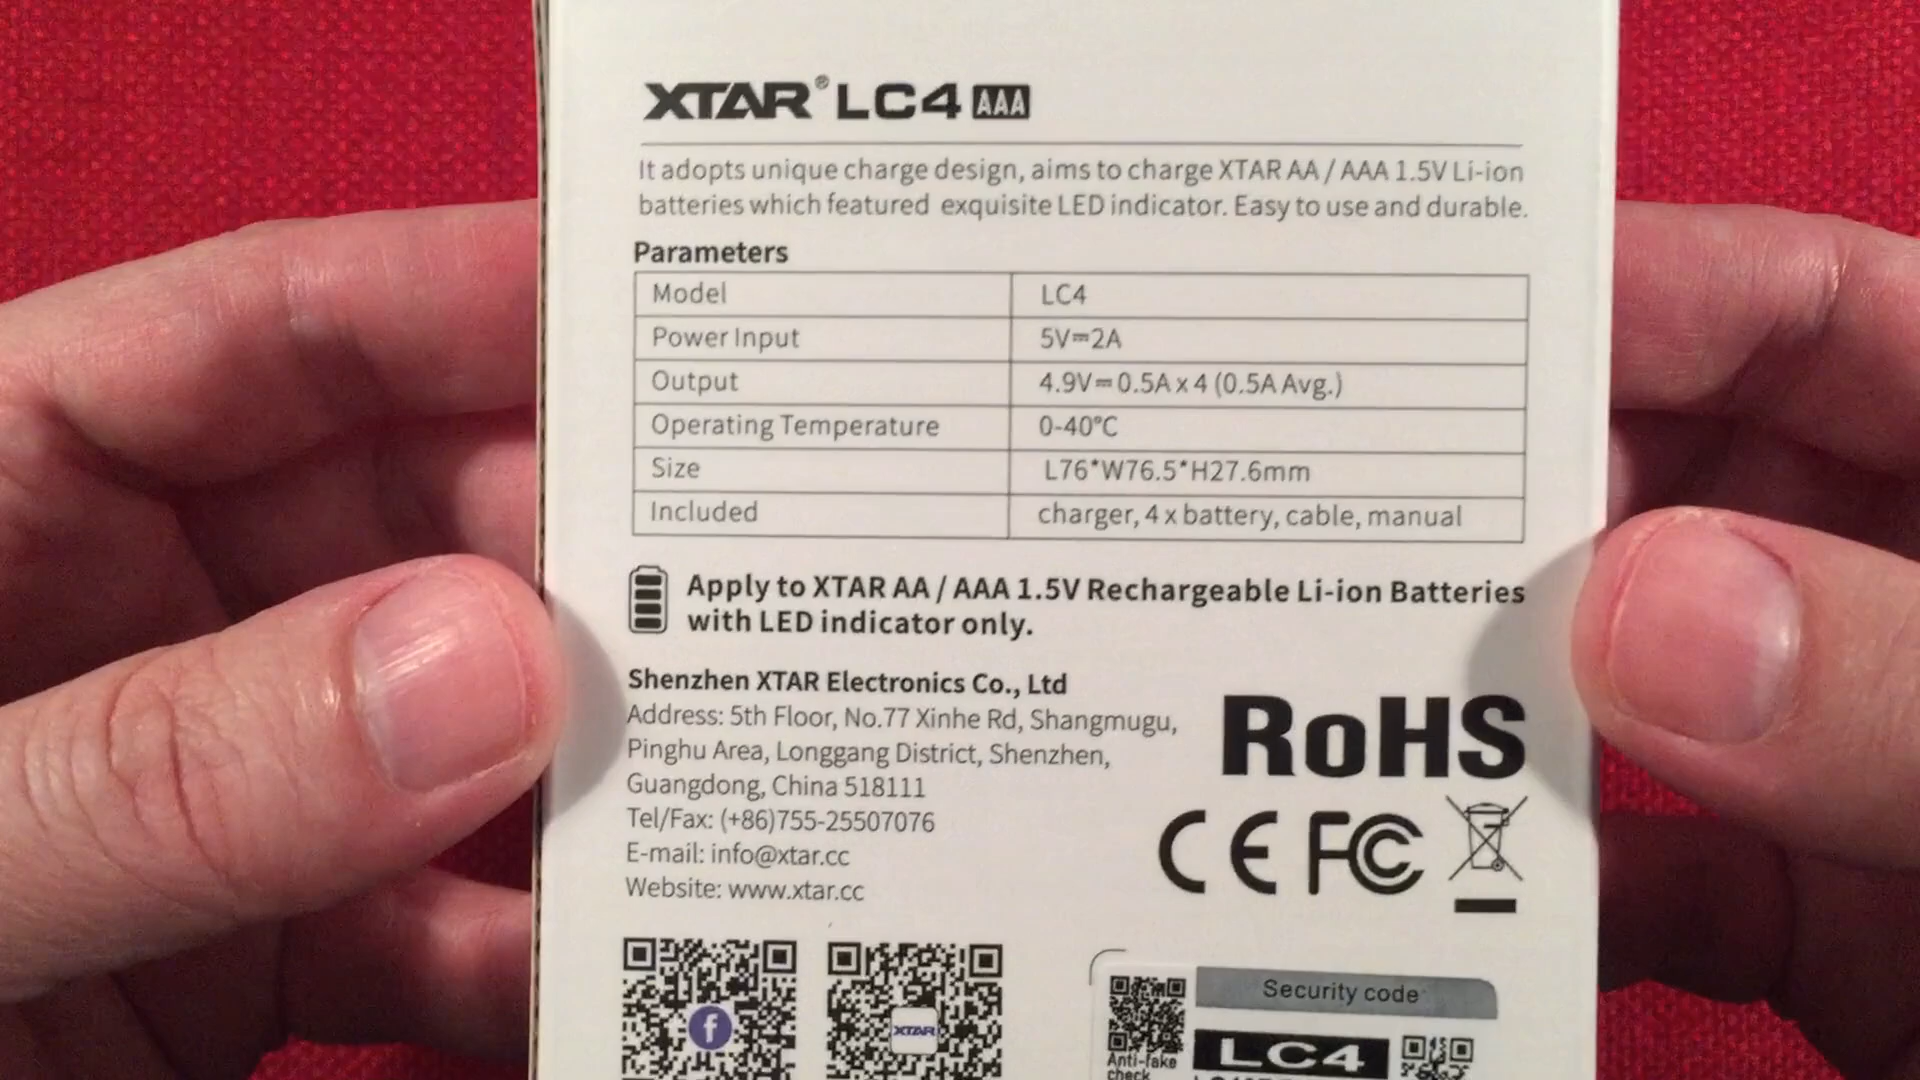 XTAR® LC4 AAA
It adopts unique charge design, aims to charge XTAR AA / AAA 1.5V Li-ion
batteries which featured exquisite LED indicator. Easy to use and durable.
Parameters
Model LC4
Power Input 5V⎓2A
Output 4.9V⎓0.5A x 4 (0.5A Avg.)
Operating Temperature 0-40°C
Size L76*W76.5*H27.6mm
Included charger, 4 x battery, cable, manual
Apply to XTAR AA / AAA 1.5V Rechargeable Li-ion Batteries
with LED indicator only.
Shenzhen XTAR Electronics Co., Ltd
Address: 5th Floor, No.77 Xinhe Rd, Shangmugu,
Pinghu Area, Longgang District, Shenzhen,
Guangdong, China 518111
Tel/Fax: (+86)755-25507076
E-mail: info@xtar.cc
Website: www.xtar.cc
RoHS
CE FC
f
XTAR
Security code
Anti-fake
check
LC4